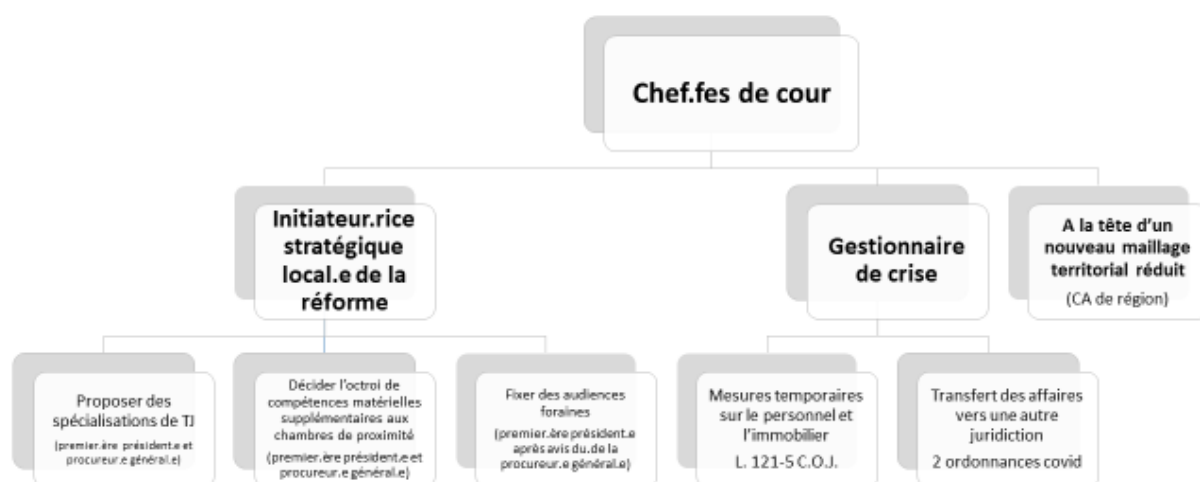 Chef.fes de cour
Initiateur.rice
stratégique
local.e de la
réforme
Gestionnaire
de crise
A la tête d'un
nouveau maillage
territorial réduit
(CA de région)
Proposer des
spécialisations de TJ
(premier.ère président.e et
procureur.e général.e)
Décider l'octroi de
compétences matérielles
supplémentaires aux
chambres de proximité
(premier.ère président.e et
procureur.e général.e)
Fixer des audiences
foraines
(premier.ère président.e
après avis du.de la
procureur.e général.e)
Mesures temporaires
sur le personnel et
l'immobilier
L. 121-5 C.O.J.
Transfert des affaires
vers une autre
juridiction
2 ordonnances covid